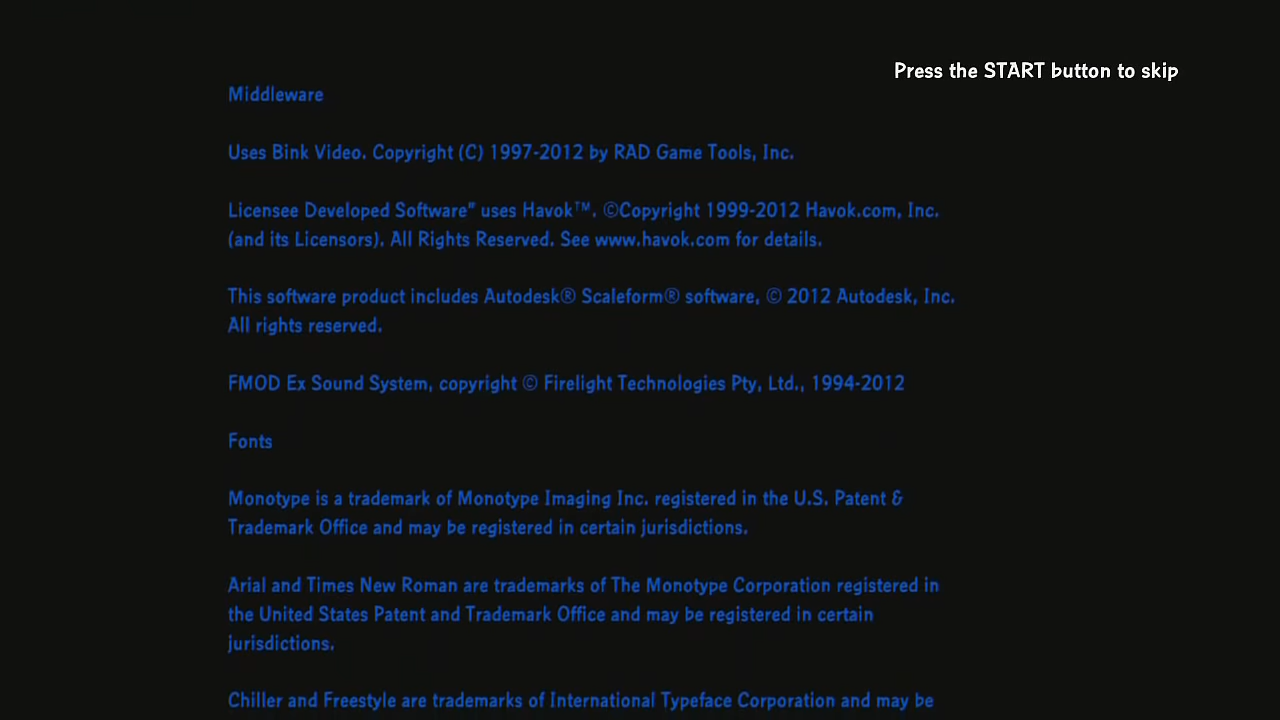 Press the START button to skip
Middleware
Uses Bink Video. Copyright (C) 1997-2012 by RAD Game Tools, Inc.
Licensee Developed Software" uses Havok™. ©Copyright 1999-2012 Havok.com, Inc.
(and its Licensors). All Rights Reserved. See www.havok.com for details.
This software product includes Autodesk® Scaleform® software, © 2012 Autodesk, Inc.
All rights reserved.
FMOD Ex Sound System, copyright © Firelight Technologies Pty, Ltd., 1994-2012
Fonts
Monotype is a trademark of Monotype Imaging Inc. registered in the U.S. Patent &
Trademark Office and may be registered in certain jurisdictions.
Arial and Times New Roman are trademarks of The Monotype Corporation registered in
the United States Patent and Trademark Office and may be registered in certain
jurisdictions.
Chiller and Freestyle are trademarks of International Typeface Corporation and may be